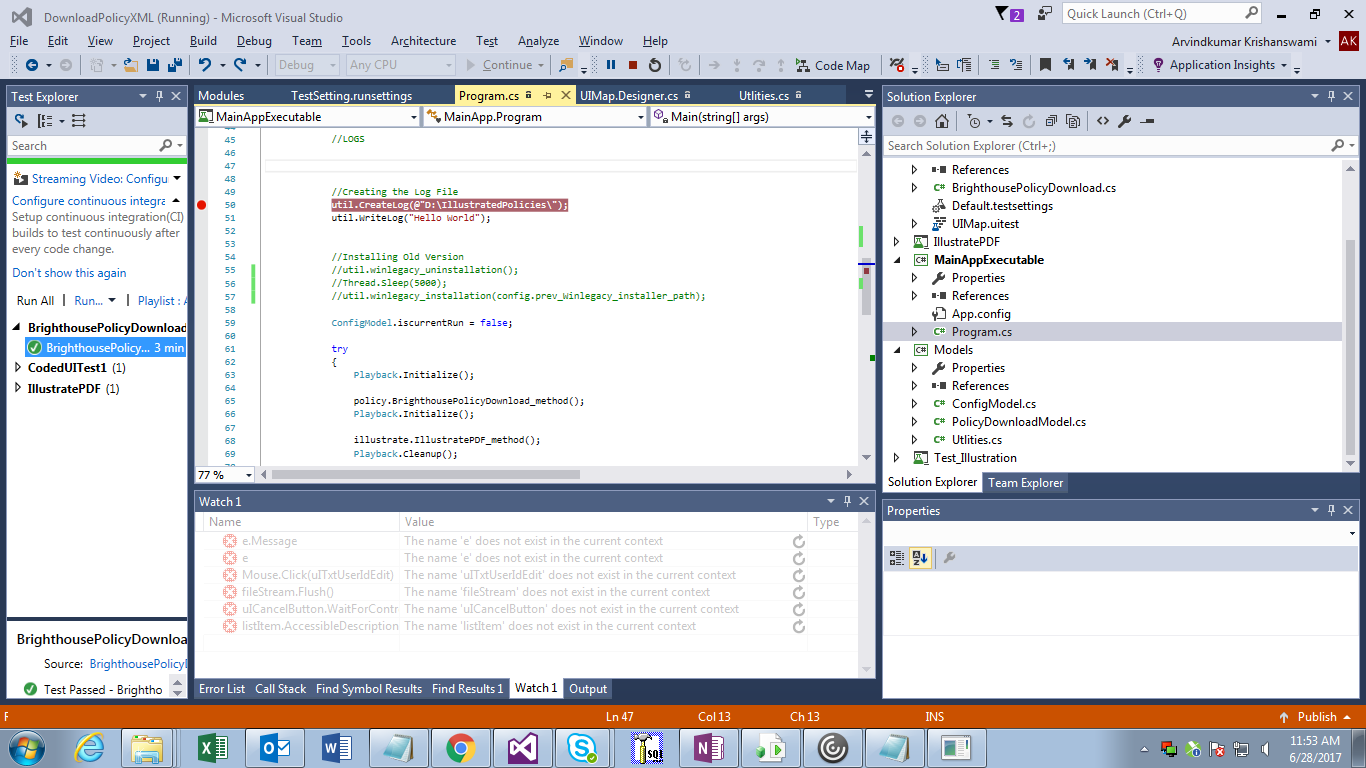 DownloadPolicyXML (Running) - Microsoft Visual Studio
2
Quick Launch (Ctrl+Q)
File Edit View Project Build Debug Team Tools Architecture Test Analyze Window Help
Arvindkumar Krishanswami
AK
Debug
Any CPU
Continue
Code Map
Application Insights
Test Explorer
Search
Streaming Video: Configu
Configure continuous integra
Setup continuous integration(CI)
builds to test continuously after
every code change.
Don't show this again
Run All | Run... | Playlist : A
BrighthousePolicyDownload
BrighthousePolicy... 3 min
CodedUITest1 (1)
IllustratePDF (1)
BrighthousePolicyDownloa
Source: BrighthousePolicyD
Test Passed - Brightho
Modules TestSetting.runsettings Program.cs UIMap.Designer.cs Utlities.cs
MainAppExecutable
MainApp.Program
Main(string[] args)
44
45 //LOGS
46
47
48
49 //Creating the Log File
50 util.CreateLog(@"D:\IllustratedPolicies\");
51 util.WriteLog("Hello World");
52
53
54 //Installing Old Version
55 //util.winlegacy_uninstallation();
56 //Thread.Sleep(5000);
57 //util.winlegacy_installation(config.prev_Winlegacy_installer_path);
58
59 ConfigModel.iscurrentRun = false;
60
61 try
62 {
63 Playback.Initialize();
64
65 policy.BrighthousePolicyDownload_method();
66 Playback.Initialize();
67
68 illustrate.IllustratePDF_method();
69 Playback.Cleanup();
77 %
Watch 1
Name Value Type
e.Message The name 'e' does not exist in the current context
e The name 'e' does not exist in the current context
Mouse.Click(uITxtUserIdEdit) The name 'uITxtUserIdEdit' does not exist in the current context
fileStream.Flush() The name 'fileStream' does not exist in the current context
uICancelButton.WaitForContr The name 'uICancelButton' does not exist in the current context
listItem.AccessibleDescription The name 'listItem' does not exist in the current context
Error List Call Stack Find Symbol Results Find Results 1 Watch 1 Output
Solution Explorer
Search Solution Explorer (Ctrl+;)
References
C# BrighthousePolicyDownload.cs
Default.testsettings
UIMap.uitest
IllustratePDF
C# MainAppExecutable
Properties
References
App.config
C# Program.cs
C# Models
Properties
References
C# ConfigModel.cs
C# PolicyDownloadModel.cs
C# Utlities.cs
Test_Illustration
Solution Explorer Team Explorer
Properties
Ln 47 Col 13 Ch 13 INS
Publish
SQL
11:53 AM
6/28/2017